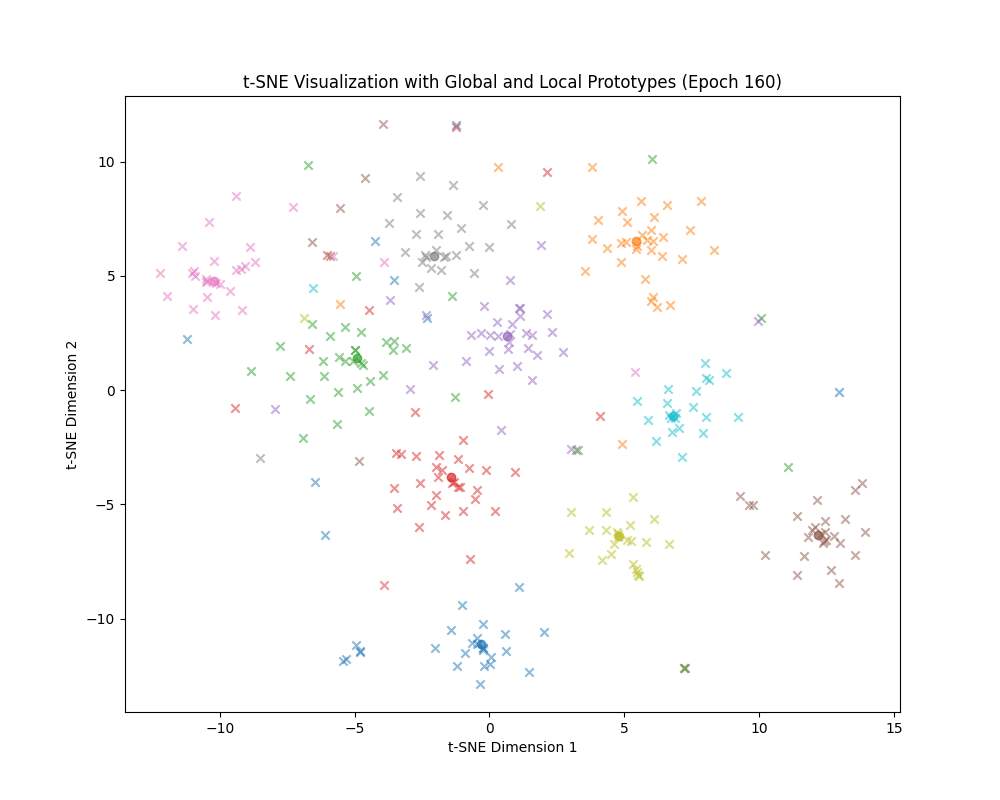 t-SNE Visualization with Global and Local Prototypes (Epoch 160)
10
5
0
−5
−10
t-SNE Dimension 2
−10 −5 0 5 10 15
t-SNE Dimension 1